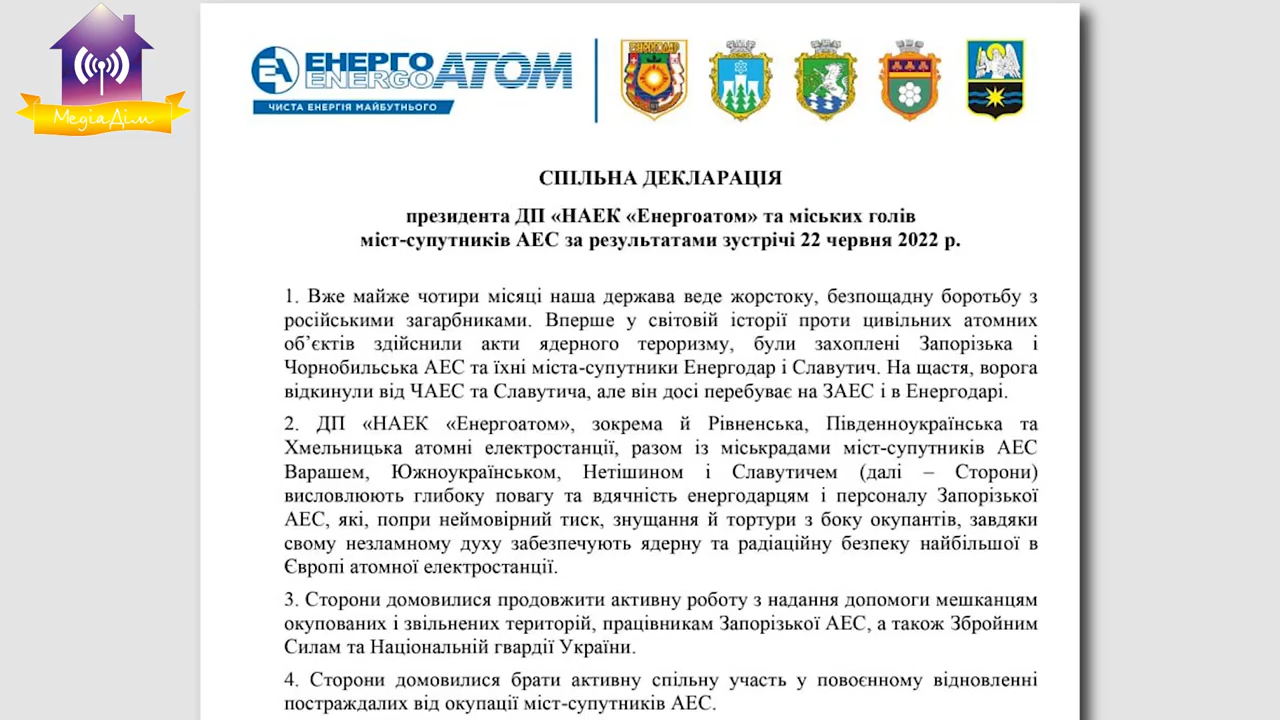 МедіаДім
ЕНЕРГО
ENERGO
АТОМ
ЧИСТА ЕНЕРГІЯ МАЙБУТНЬОГО
ЕНЕРГОДАР
СПІЛЬНА ДЕКЛАРАЦІЯ
президента ДП «НАЕК «Енергоатом» та міських голів
міст-супутників АЕС за результатами зустрічі 22 червня 2022 р.
1. Вже майже чотири місяці наша держава веде жорстоку, безпощадну боротьбу з
російськими загарбниками. Вперше у світовій історії проти цивільних атомних
об’єктів здійснили акти ядерного тероризму, були захоплені Запорізька і
Чорнобильська АЕС та їхні міста-супутники Енергодар і Славутич. На щастя, ворога
відкинули від ЧАЕС та Славутича, але він досі перебуває на ЗАЕС і в Енергодарі.
2. ДП «НАЕК «Енергоатом», зокрема й Рівненська, Південноукраїнська та
Хмельницька атомні електростанції, разом із міськрадами міст-супутників АЕС
Варашем, Южноукраїнськом, Нетішином і Славутичем (далі – Сторони)
висловлюють глибоку повагу та вдячність енергодарцям і персоналу Запорізької
АЕС, які, попри неймовірний тиск, знущання й тортури з боку окупантів, завдяки
свому незламному духу забезпечують ядерну та радіаційну безпеку найбільшої в
Європі атомної електростанції.
3. Сторони домовилися продовжити активну роботу з надання допомоги мешканцям
окупованих і звільнених територій, працівникам Запорізької АЕС, а також Збройним
Силам та Національній гвардії України.
4. Сторони домовилися брати активну спільну участь у повоєнному відновленні
постраждалих від окупації міст-супутників АЕС.